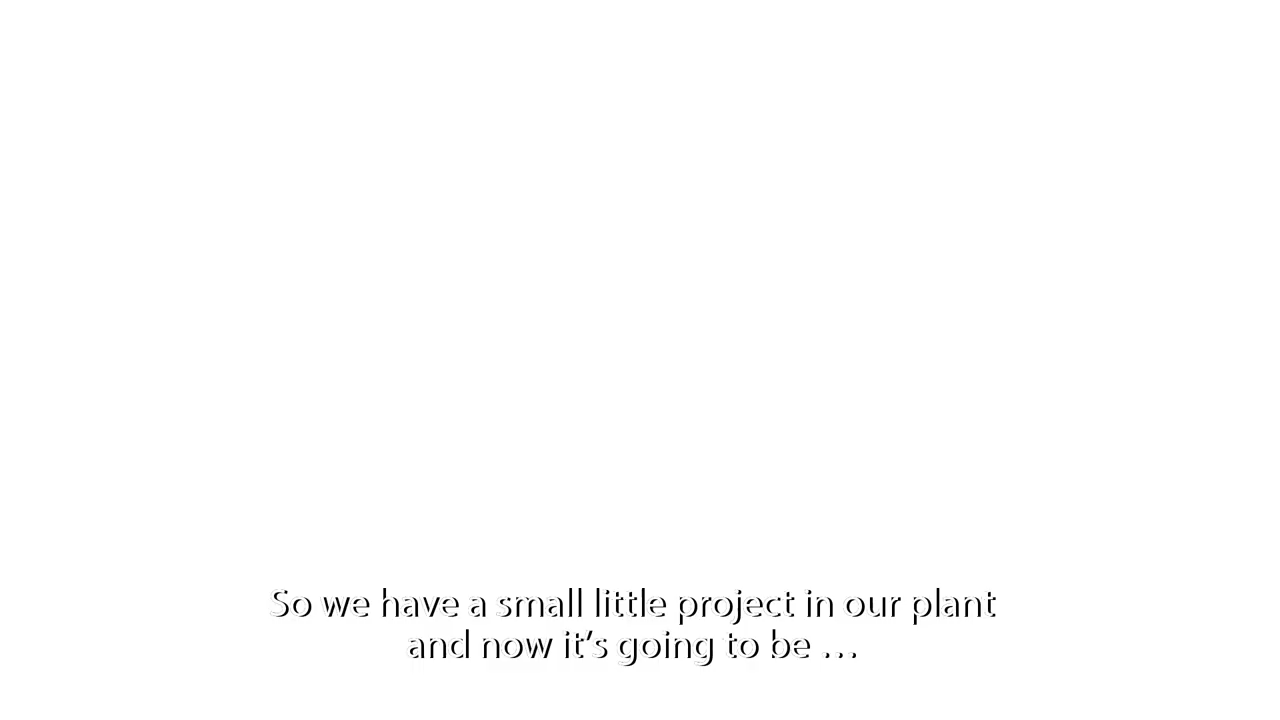 So we have a small little project in our plant
and now it’s going to be …